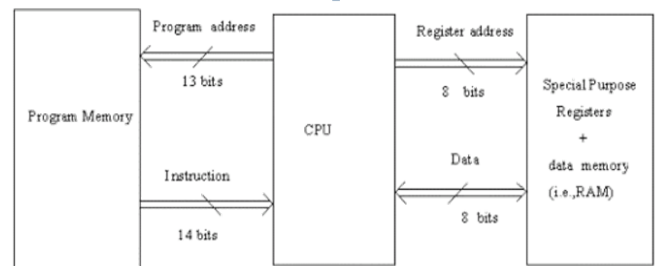 Program address
13 bits
Program Memory
Instruction
14 bits
CPU
Register address
8 bits
Data
8 bits
Special Purpose
Registers
+
data memory
(i.e.,RAM)